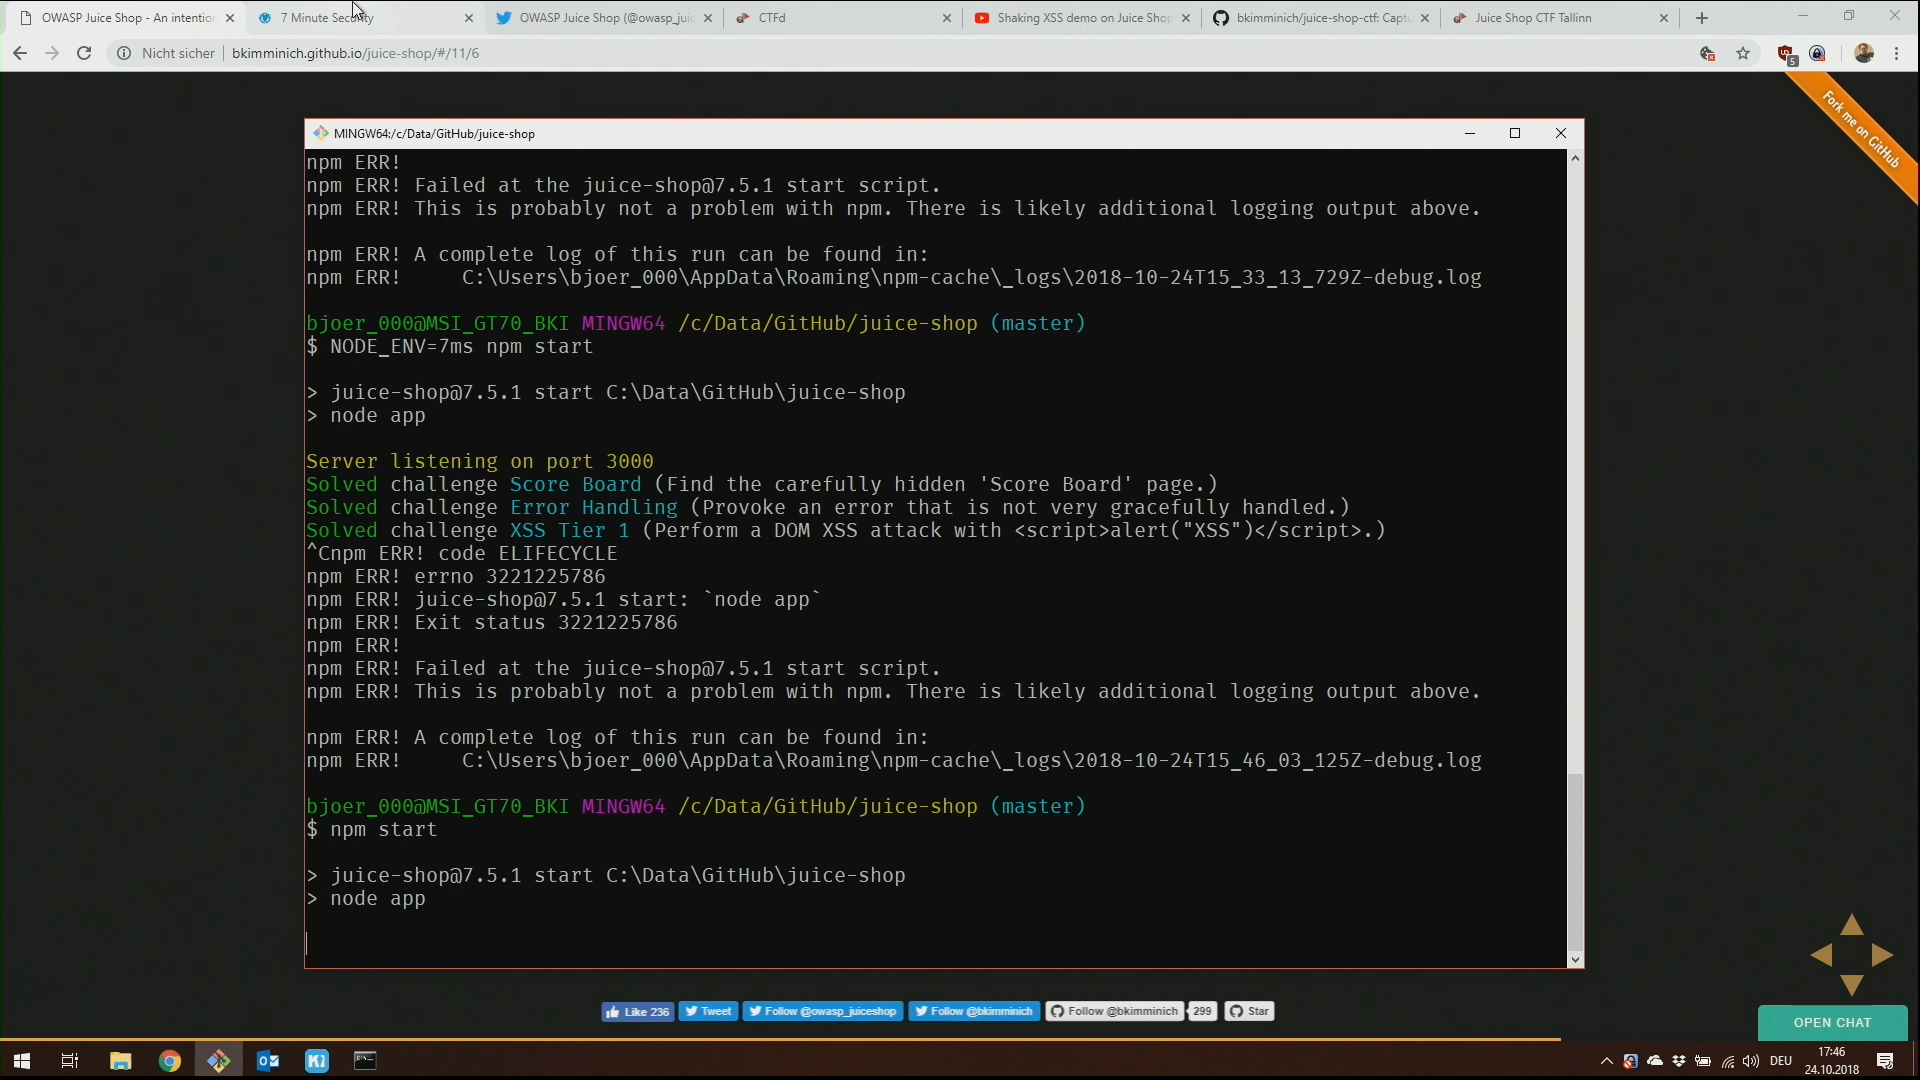 OWASP Juice Shop - An intention
7 Minute Security
OWASP Juice Shop (@owasp_juic
CTFd
Shaking XSS demo on Juice Shop
bkimminich/juice-shop-ctf: Captu
Juice Shop CTF Tallinn
Nicht sicher
bkimminich.github.io/juice-shop/#/11/6
5
Fork me on GitHub
MINGW64:/c/Data/GitHub/juice-shop
npm ERR!
npm ERR! Failed at the juice-shop@7.5.1 start script.
npm ERR! This is probably not a problem with npm. There is likely additional logging output above.
npm ERR! A complete log of this run can be found in:
npm ERR!     C:\Users\bjoer_000\AppData\Roaming\npm-cache\_logs\2018-10-24T15_33_13_729Z-debug.log
bjoer_000@MSI_GT70_BKI MINGW64 /c/Data/GitHub/juice-shop (master)
$ NODE_ENV=7ms npm start
> juice-shop@7.5.1 start C:\Data\GitHub\juice-shop
> node app
Server listening on port 3000
Solved challenge Score Board (Find the carefully hidden 'Score Board' page.)
Solved challenge Error Handling (Provoke an error that is not very gracefully handled.)
Solved challenge XSS Tier 1 (Perform a DOM XSS attack with <script>alert("XSS")</script>.)
^Cnpm ERR! code ELIFECYCLE
npm ERR! errno 3221225786
npm ERR! juice-shop@7.5.1 start: `node app`
npm ERR! Exit status 3221225786
npm ERR!
npm ERR! Failed at the juice-shop@7.5.1 start script.
npm ERR! This is probably not a problem with npm. There is likely additional logging output above.
npm ERR! A complete log of this run can be found in:
npm ERR!     C:\Users\bjoer_000\AppData\Roaming\npm-cache\_logs\2018-10-24T15_46_03_125Z-debug.log
bjoer_000@MSI_GT70_BKI MINGW64 /c/Data/GitHub/juice-shop (master)
$ npm start
> juice-shop@7.5.1 start C:\Data\GitHub\juice-shop
> node app
Like 236
Tweet
Follow @owasp_juiceshop
Follow @bkimminich
Follow @bkimminich
299
Star
OPEN CHAT
DEU
17:46
24.10.2018